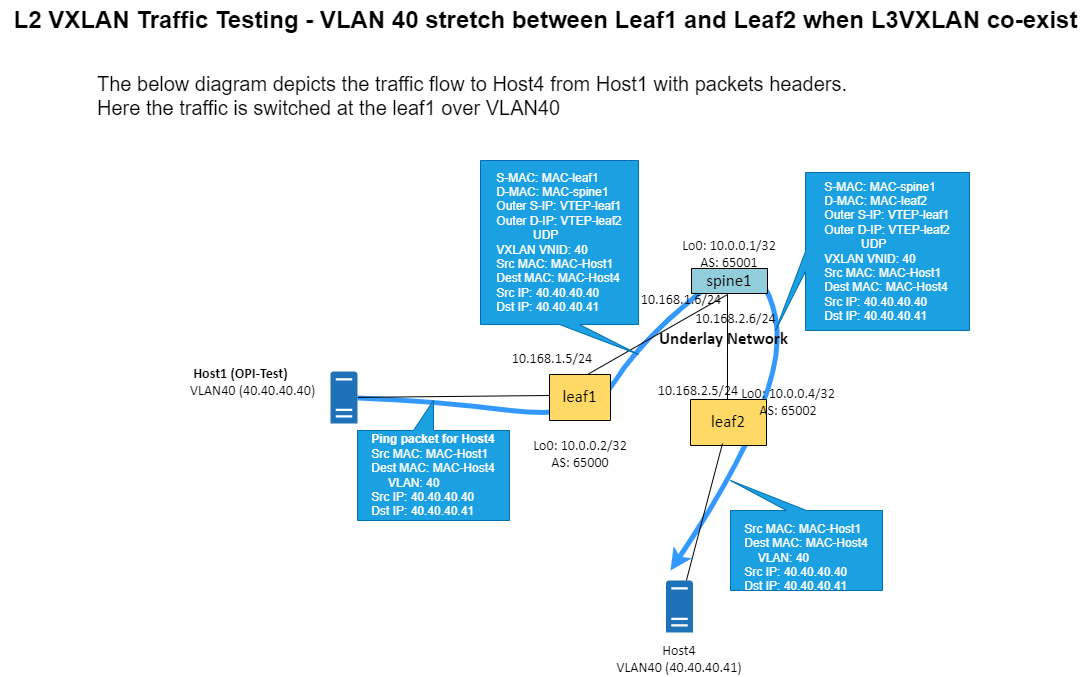 L2 VXLAN Traffic Testing - VLAN 40 stretch between Leaf1 and Leaf2 when L3VXLAN co-exist
The below diagram depicts the traffic flow to Host4 from Host1 with packets headers.
Here the traffic is switched at the leaf1 over VLAN40
S-MAC: MAC-leaf1
D-MAC: MAC-spine1
Outer S-IP: VTEP-leaf1
Outer D-IP: VTEP-leaf2
UDP
VXLAN VNID: 40
Src MAC: MAC-Host1
Dest MAC: MAC-Host4
Src IP: 40.40.40.40
Dst IP: 40.40.40.41
S-MAC: MAC-spine1
D-MAC: MAC-leaf2
Outer S-IP: VTEP-leaf1
Outer D-IP: VTEP-leaf2
UDP
VXLAN VNID: 40
Src MAC: MAC-Host1
Dest MAC: MAC-Host4
Src IP: 40.40.40.40
Dst IP: 40.40.40.41
Lo0: 10.0.0.1/32
AS: 65001
spine1
10.168.1.6/24
10.168.2.6/24
Underlay Network
10.168.1.5/24
Host1 (OPI-Test)
VLAN40 (40.40.40.40)
leaf1
Lo0: 10.0.0.2/32
AS: 65000
10.168.2.5/24
Lo0: 10.0.0.4/32
AS: 65002
leaf2
Ping packet for Host4
Src MAC: MAC-Host1
Dest MAC: MAC-Host4
VLAN: 40
Src IP: 40.40.40.40
Dst IP: 40.40.40.41
Src MAC: MAC-Host1
Dest MAC: MAC-Host4
VLAN: 40
Src IP: 40.40.40.40
Dst IP: 40.40.40.41
Host4
VLAN40 (40.40.40.41)